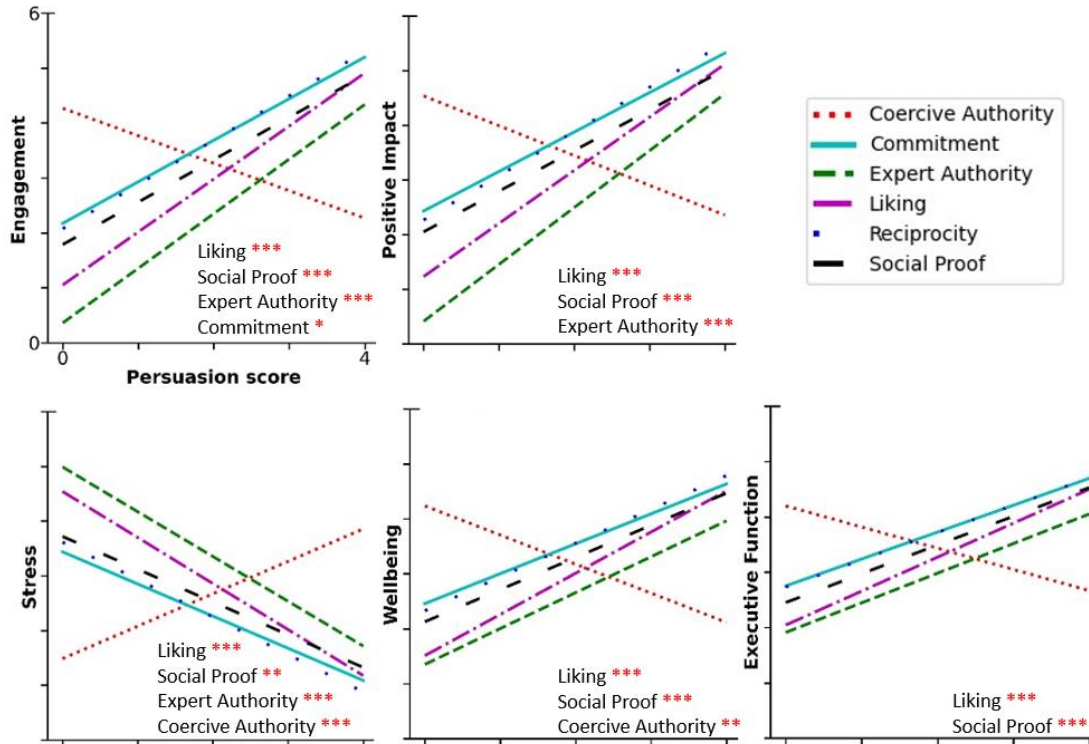 6
Engagement
Liking ***
Social Proof ***
Expert Authority ***
Commitment *
0
0
4
Persuasion score
Positive Impact
Liking ***
Social Proof ***
Expert Authority ***
Coercive Authority
Commitment
Expert Authority
Liking
Reciprocity
Social Proof
Stress
Liking ***
Social Proof **
Expert Authority ***
Coercive Authority ***
Wellbeing
Liking ***
Social Proof ***
Coercive Authority **
Executive Function
Liking ***
Social Proof ***